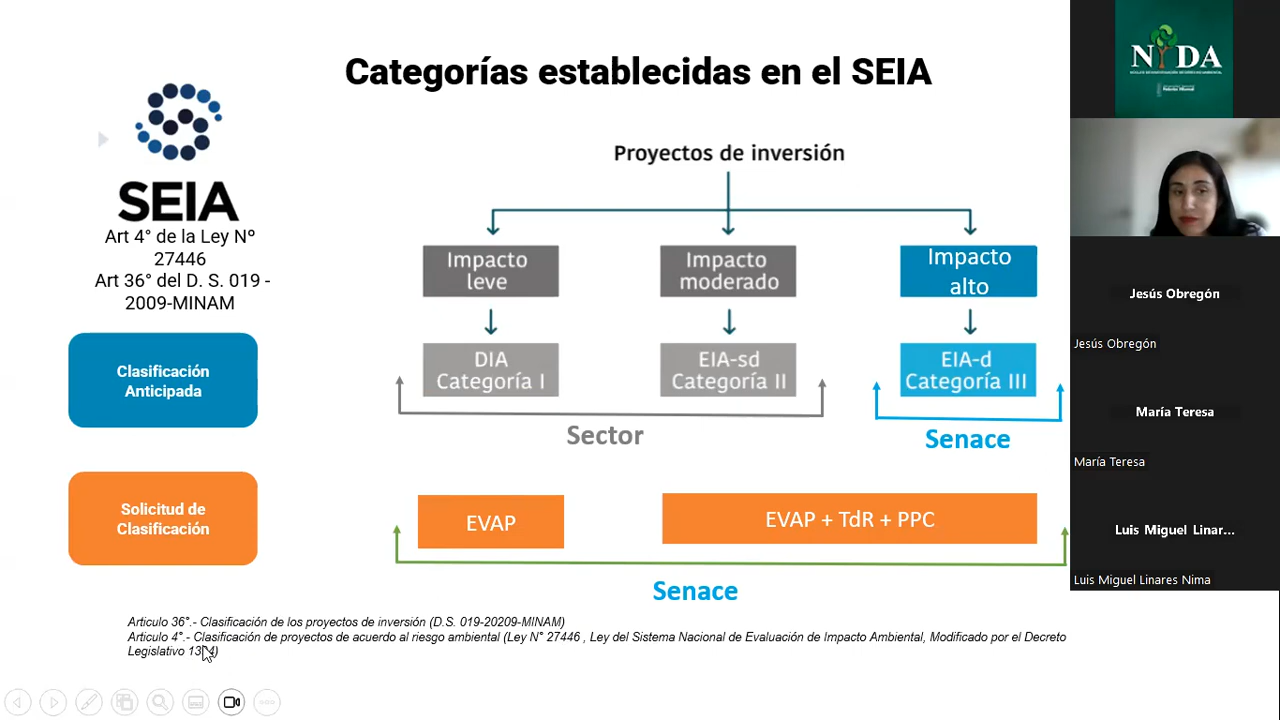 Categorías establecidas en el SEIA
SEIA
Art 4° de la Ley Nº
27446
Art 36° del D. S. 019 -
2009-MINAM
Clasificación
Anticipada
Solicitud de
Clasificación
Proyectos de inversión
Impacto
leve
Impacto
moderado
Impacto
alto
DIA
Categoría I
EIA-sd
Categoría II
EIA-d
Categoría III
Sector
Senace
EVAP
EVAP + TdR + PPC
Senace
Articulo 36°.- Clasificación de los proyectos de inversión (D.S. 019-20209-MINAM)
Articulo 4°.- Clasificación de proyectos de acuerdo al riesgo ambiental (Ley N° 27446 , Ley del Sistema Nacional de Evaluación de Impacto Ambiental, Modificado por el Decreto
Legislativo
NIDA
Jesús Obregón
Jesús Obregón
María Teresa
María Teresa
Luis Miguel Linar...
Luis Miguel Linares Nima